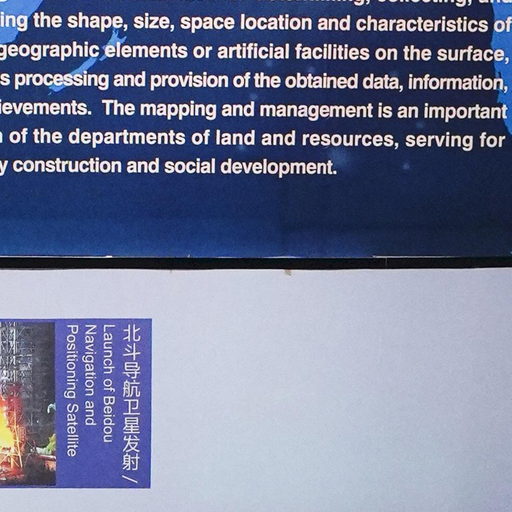 ing the shape, size, space location and characteristics of
geographic elements or artificial facilities on the surface,
s processing and provision of the obtained data, information,
ievements. The mapping and management is an important
of the departments of land and resources, serving for
y construction and social development.
北斗导航卫星发射 /
Launch of Beidou
Navigation and
Positioning Satellite